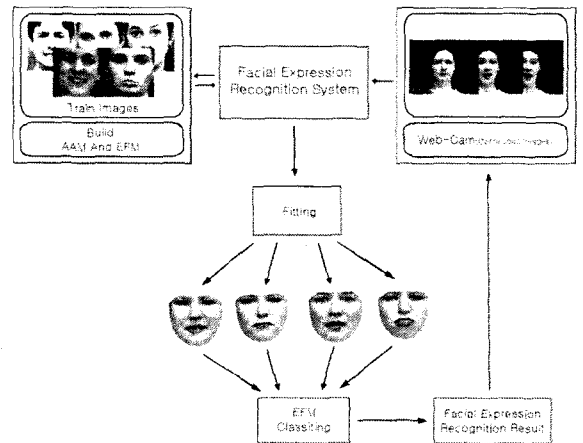 Train Images
Build
AAM And EFM
Facial Expression
Recognition System
Web-Cam
Fitting
EFM
Classifing
Facial Expression
Recognition Result